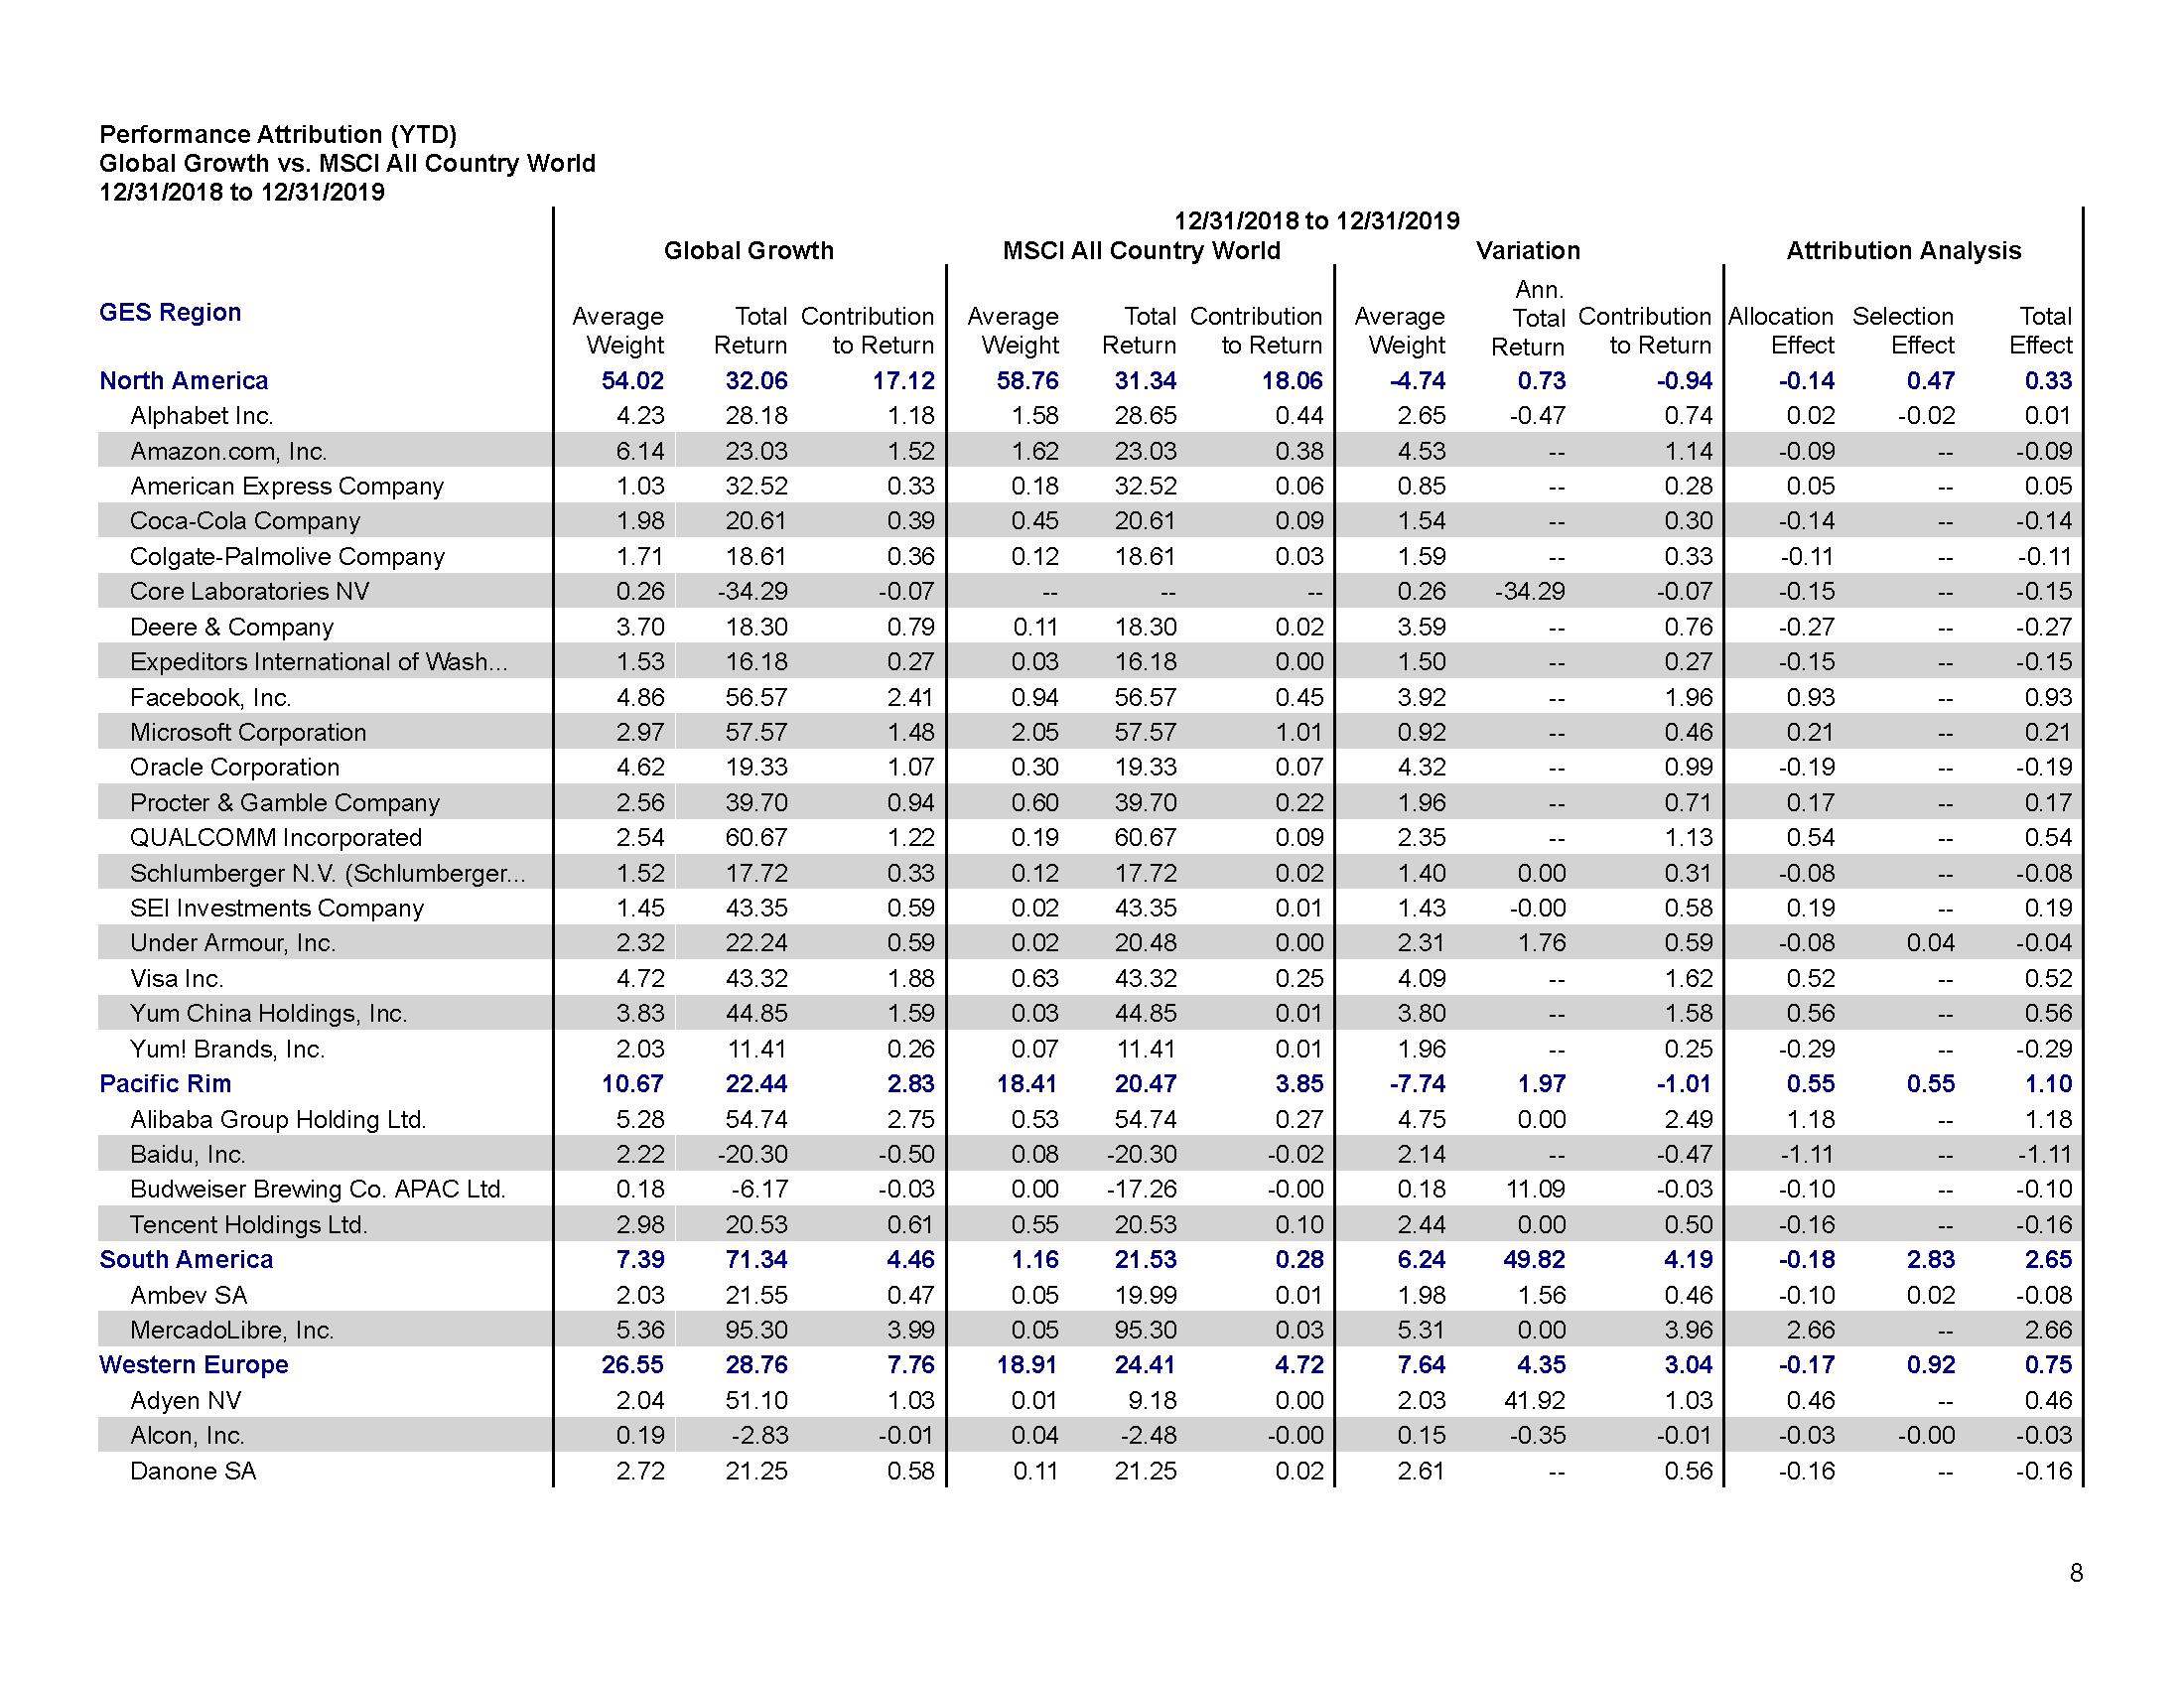 Performance Attribution (YTD)
Global Growth vs. MSCI All Country World
12/31/2018 to 12/31/2019
12/31/2018 to 12/31/2019
Global Growth MSCI All Country World Variation Attribution Analysis
GES Region Average Weight Total Return Contribution to Return Average Weight Total Return Contribution to Return Average Weight Ann. Total Return Contribution to Return Allocation Effect Selection Effect Total Effect
North America 54.02 32.06 17.12 58.76 31.34 18.06 -4.74 0.73 -0.94 -0.14 0.47 0.33
Alphabet Inc. 4.23 28.18 1.18 1.58 28.65 0.44 2.65 -0.47 0.74 0.02 -0.02 0.01
Amazon.com, Inc. 6.14 23.03 1.52 1.62 23.03 0.38 4.53 -- 1.14 -0.09 -- -0.09
American Express Company 1.03 32.52 0.33 0.18 32.52 0.06 0.85 -- 0.28 0.05 -- 0.05
Coca-Cola Company 1.98 20.61 0.39 0.45 20.61 0.09 1.54 -- 0.30 -0.14 -- -0.14
Colgate-Palmolive Company 1.71 18.61 0.36 0.12 18.61 0.03 1.59 -- 0.33 -0.11 -- -0.11
Core Laboratories NV 0.26 -34.29 -0.07 -- -- -- 0.26 -34.29 -0.07 -0.15 -- -0.15
Deere & Company 3.70 18.30 0.79 0.11 18.30 0.02 3.59 -- 0.76 -0.27 -- -0.27
Expeditors International of Wash... 1.53 16.18 0.27 0.03 16.18 0.00 1.50 -- 0.27 -0.15 -- -0.15
Facebook, Inc. 4.86 56.57 2.41 0.94 56.57 0.45 3.92 -- 1.96 0.93 -- 0.93
Microsoft Corporation 2.97 57.57 1.48 2.05 57.57 1.01 0.92 -- 0.46 0.21 -- 0.21
Oracle Corporation 4.62 19.33 1.07 0.30 19.33 0.07 4.32 -- 0.99 -0.19 -- -0.19
Procter & Gamble Company 2.56 39.70 0.94 0.60 39.70 0.22 1.96 -- 0.71 0.17 -- 0.17
QUALCOMM Incorporated 2.54 60.67 1.22 0.19 60.67 0.09 2.35 -- 1.13 0.54 -- 0.54
Schlumberger N.V. (Schlumberger... 1.52 17.72 0.33 0.12 17.72 0.02 1.40 0.00 0.31 -0.08 -- -0.08
SEI Investments Company 1.45 43.35 0.59 0.02 43.35 0.01 1.43 -0.00 0.58 0.19 -- 0.19
Under Armour, Inc. 2.32 22.24 0.59 0.02 20.48 0.00 2.31 1.76 0.59 -0.08 0.04 -0.04
Visa Inc. 4.72 43.32 1.88 0.63 43.32 0.25 4.09 -- 1.62 0.52 -- 0.52
Yum China Holdings, Inc. 3.83 44.85 1.59 0.03 44.85 0.01 3.80 -- 1.58 0.56 -- 0.56
Yum! Brands, Inc. 2.03 11.41 0.26 0.07 11.41 0.01 1.96 -- 0.25 -0.29 -- -0.29
Pacific Rim 10.67 22.44 2.83 18.41 20.47 3.85 -7.74 1.97 -1.01 0.55 0.55 1.10
Alibaba Group Holding Ltd. 5.28 54.74 2.75 0.53 54.74 0.27 4.75 0.00 2.49 1.18 -- 1.18
Baidu, Inc. 2.22 -20.30 -0.50 0.08 -20.30 -0.02 2.14 -- -0.47 -1.11 -- -1.11
Budweiser Brewing Co. APAC Ltd. 0.18 -6.17 -0.03 0.00 -17.26 -0.00 0.18 11.09 -0.03 -0.10 -- -0.10
Tencent Holdings Ltd. 2.98 20.53 0.61 0.55 20.53 0.10 2.44 0.00 0.50 -0.16 -- -0.16
South America 7.39 71.34 4.46 1.16 21.53 0.28 6.24 49.82 4.19 -0.18 2.83 2.65
Ambev SA 2.03 21.55 0.47 0.05 19.99 0.01 1.98 1.56 0.46 -0.10 0.02 -0.08
MercadoLibre, Inc. 5.36 95.30 3.99 0.05 95.30 0.03 5.31 0.00 3.96 2.66 -- 2.66
Western Europe 26.55 28.76 7.76 18.91 24.41 4.72 7.64 4.35 3.04 -0.17 0.92 0.75
Adyen NV 2.04 51.10 1.03 0.01 9.18 0.00 2.03 41.92 1.03 0.46 -- 0.46
Alcon, Inc. 0.19 -2.83 -0.01 0.04 -2.48 -0.00 0.15 -0.35 -0.01 -0.03 -0.00 -0.03
Danone SA 2.72 21.25 0.58 0.11 21.25 0.02 2.61 -- 0.56 -0.16 -- -0.16
8